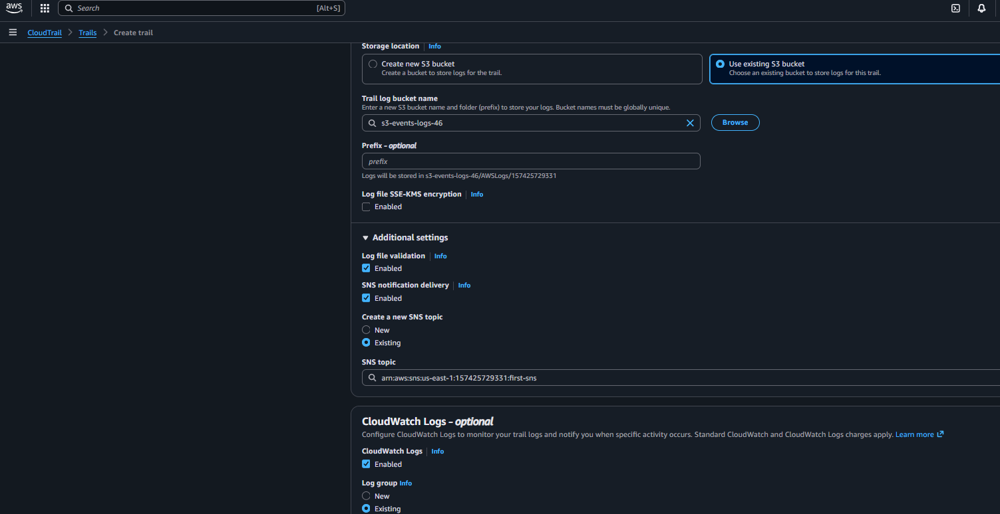 aws
Search [Alt+S]
CloudTrail > Trails > Create trail
Storage location | Info
Create new S3 bucket
Create a bucket to store logs for the trail.
Use existing S3 bucket
Choose an existing bucket to store logs for this trail.
Trail log bucket name
Enter a new S3 bucket name and folder (prefix) to store your logs. Bucket names must be globally unique.
s3-events-logs-46
Browse
Prefix - optional
prefix
Logs will be stored in s3-events-logs-46/AWSLogs/157425729331
Log file SSE-KMS encryption | Info
Enabled
Additional settings
Log file validation | Info
Enabled
SNS notification delivery | Info
Enabled
Create a new SNS topic
New
Existing
SNS topic
arn:aws:sns:us-east-1:157425729331:first-sns
CloudWatch Logs - optional
Configure CloudWatch Logs to monitor your trail logs and notify you when specific activity occurs. Standard CloudWatch and CloudWatch Logs charges apply. Learn more
CloudWatch Logs | Info
Enabled
Log group Info
New
Existing